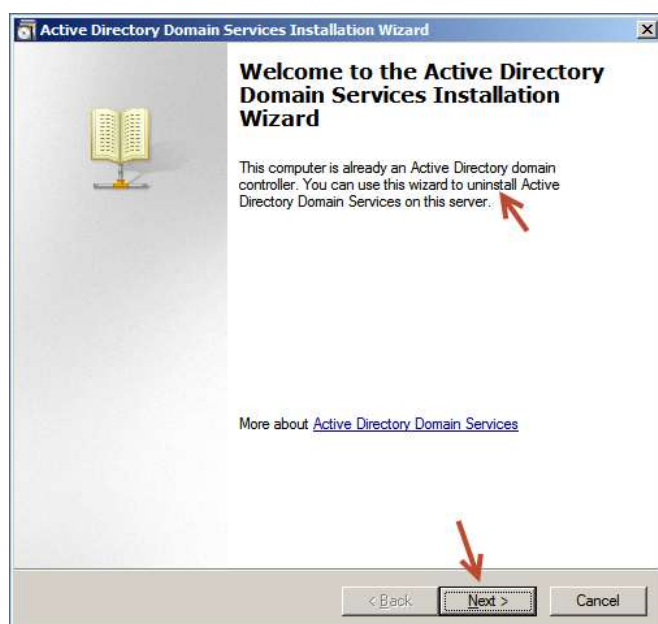 Active Directory Domain Services Installation Wizard
Welcome to the Active Directory
Domain Services Installation
Wizard
This computer is already an Active Directory domain
controller. You can use this wizard to uninstall Active
Directory Domain Services on this server.
More about Active Directory Domain Services
< Back Next > Cancel